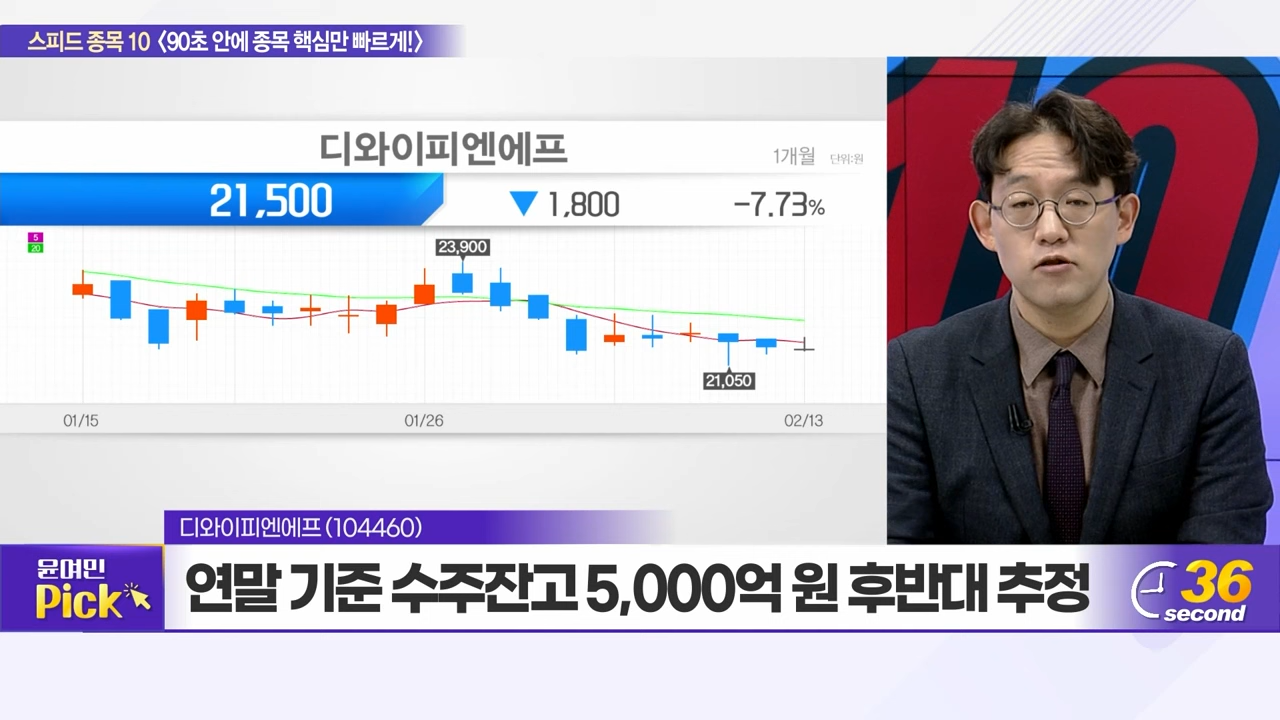 스피드 종목 10 <90초 안에 종목 핵심만 빠르게!>
디와이피엔에프
1개월 단위:원
21,500 ▼ 1,800 -7.73%
5
20
23,900
21,050
01/15 01/26 02/13
디와이피엔에프 (104460)
윤여민
Pick
연말 기준 수주잔고 5,000억 원 후반대 추정
36
second
10